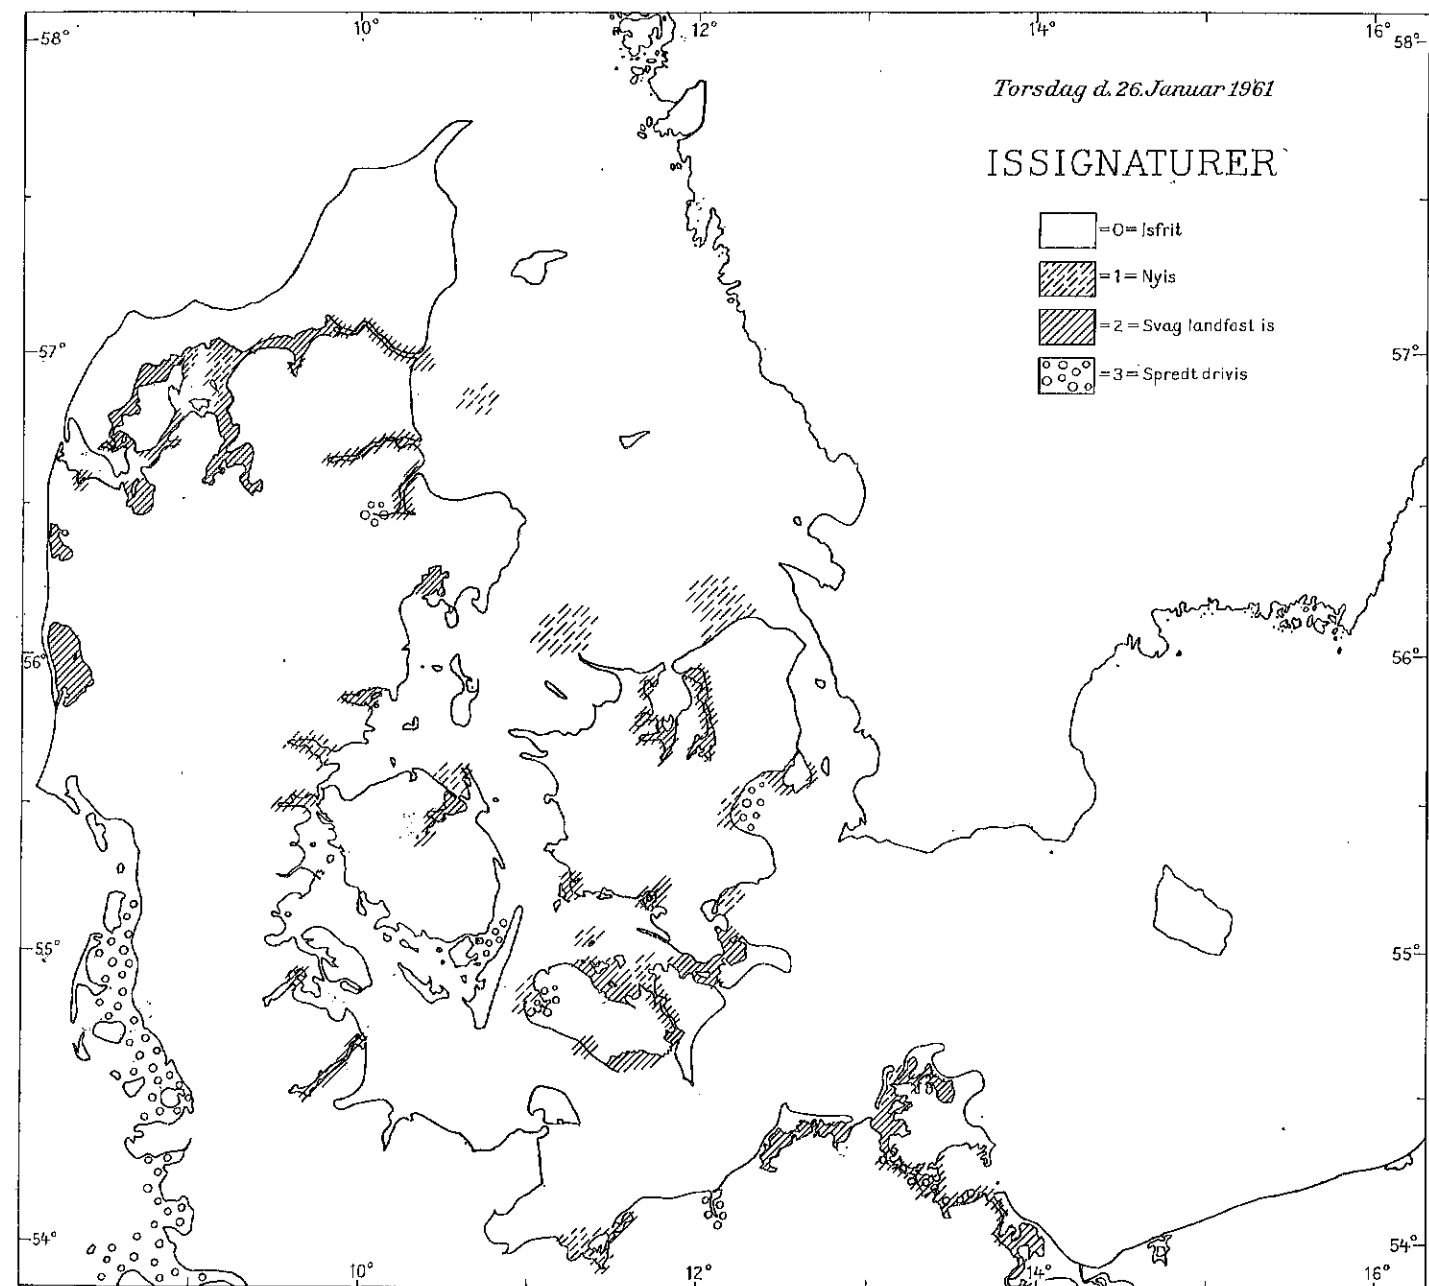 10° 12° 14° 16°
58° 58°
Torsdag d. 26. Januar 1961
ISSIGNATURER
=0= Isfrit
=1= Nyis
=2= Svag landfast is
=3= Spredt drivis
57° 57°
56° 56°
55° 55°
54° 54°
10° 12° 14° 16°